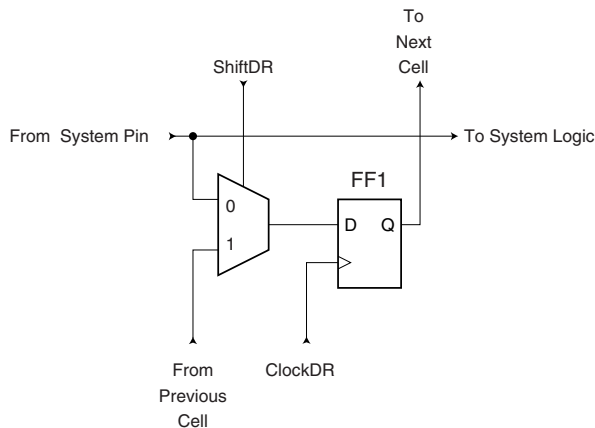 To
Next
Cell
ShiftDR
From System Pin
To System Logic
FF1
0
D Q
1
From
Previous
Cell
ClockDR